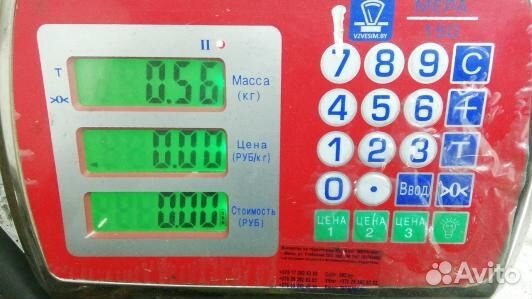 VZVESIM.BY
МЕРА
II
T
0.56
Масса
(кг)
>0<
7 8 9 C
4 5 6 +
Цена
(РУБ/кг)
0.00
1 2 3 T
0 . Ввод >0<
0.00
Стоимость
(РУБ)
ЦЕНА 1
ЦЕНА 2
ЦЕНА 3
Avito